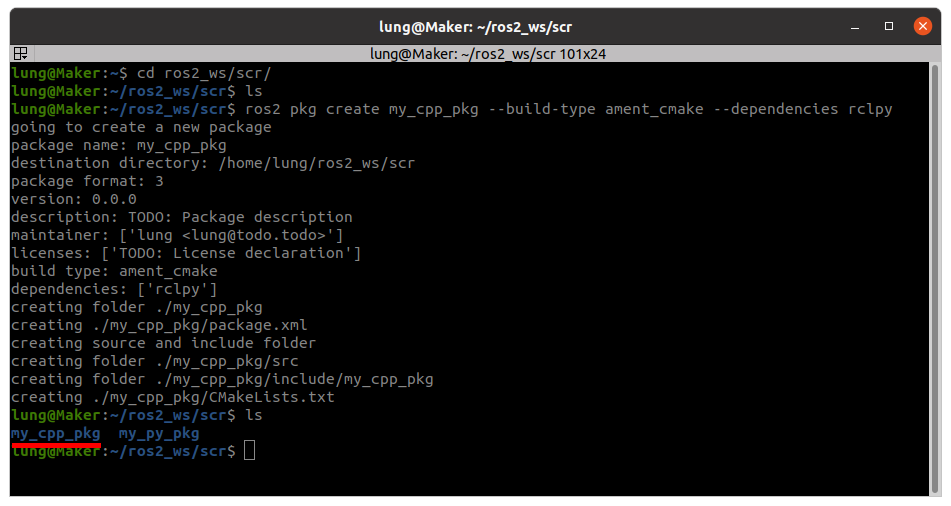 lung@Maker: ~/ros2_ws/scr
lung@Maker: ~/ros2_ws/scr 101x24
lung@Maker:~$ cd ros2_ws/scr/
lung@Maker:~/ros2_ws/scr$ ls
lung@Maker:~/ros2_ws/scr$ ros2 pkg create my_cpp_pkg --build-type ament_cmake --dependencies rclpy
going to create a new package
package name: my_cpp_pkg
destination directory: /home/lung/ros2_ws/scr
package format: 3
version: 0.0.0
description: TODO: Package description
maintainer: ['lung <lung@todo.todo>']
licenses: ['TODO: License declaration']
build type: ament_cmake
dependencies: ['rclpy']
creating folder ./my_cpp_pkg
creating ./my_cpp_pkg/package.xml
creating source and include folder
creating folder ./my_cpp_pkg/src
creating folder ./my_cpp_pkg/include/my_cpp_pkg
creating ./my_cpp_pkg/CMakeLists.txt
lung@Maker:~/ros2_ws/scr$ ls
my_cpp_pkg  my_py_pkg
lung@Maker:~/ros2_ws/scr$